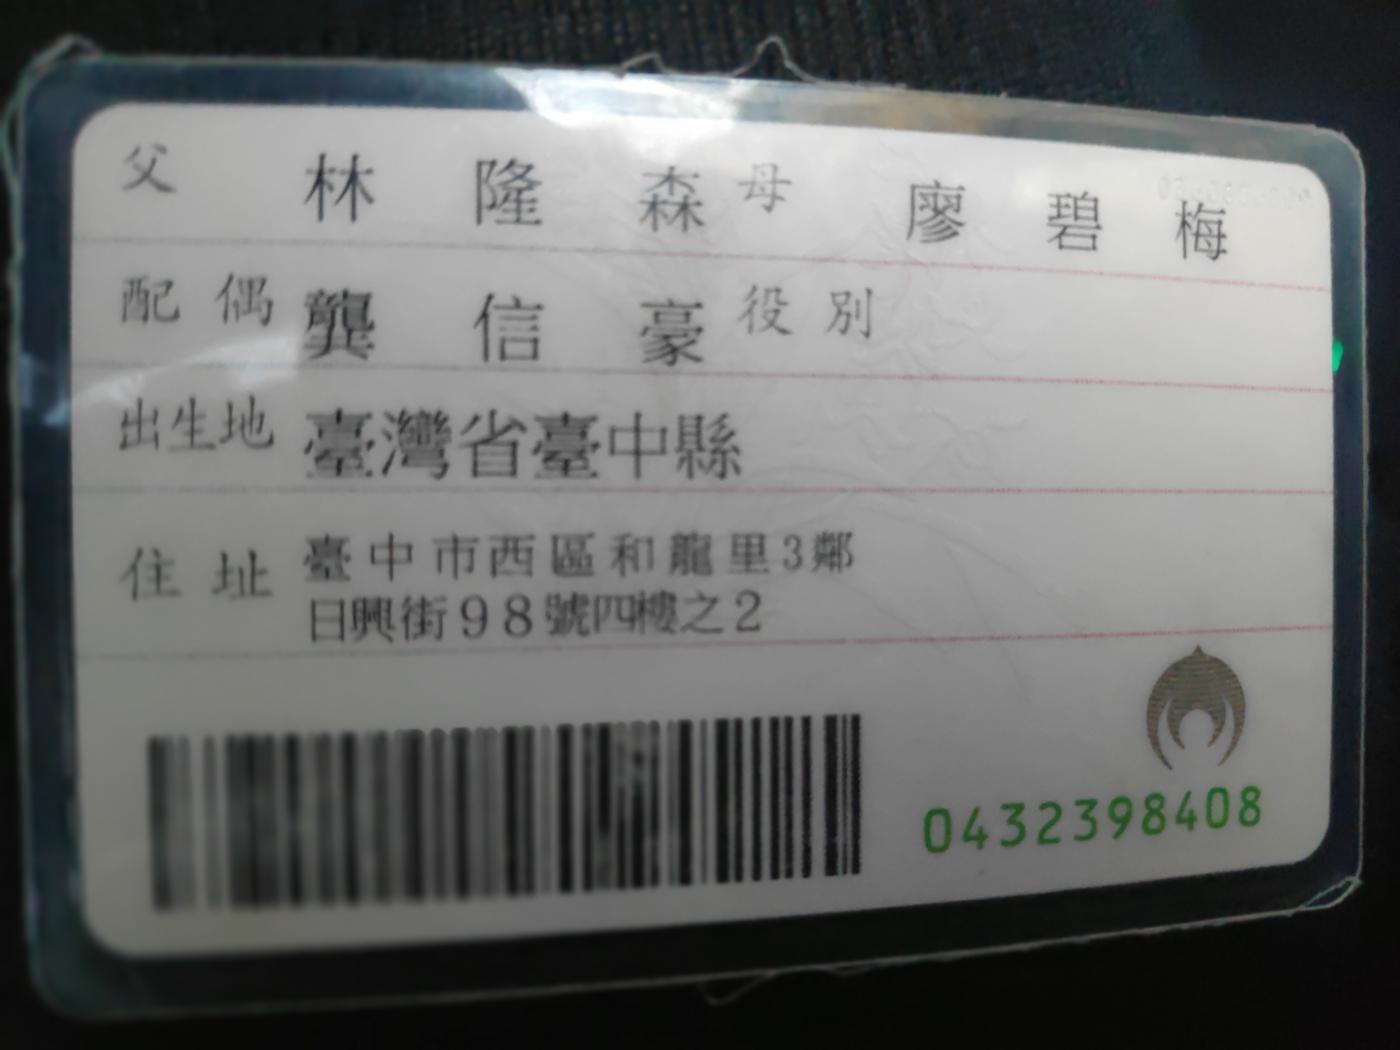 父 林隆森 母 廖碧梅
配偶 龔信豪 役別
出生地 臺灣省臺中縣
住址 臺中市西區和龍里3鄰
日興街98號四樓之2
0432398408